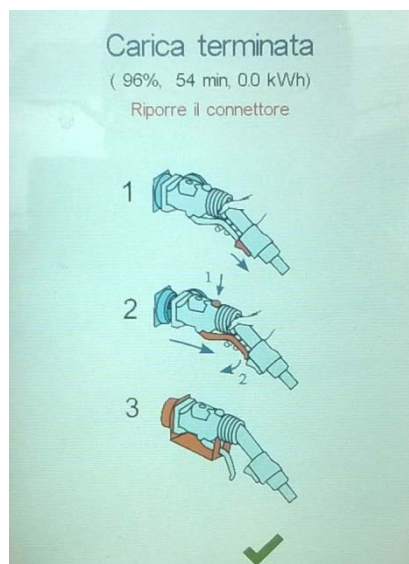 Carica terminata
( 96%, 54 min, 0.0 kWh)
Riporre il connettore
1
1
2
2
3